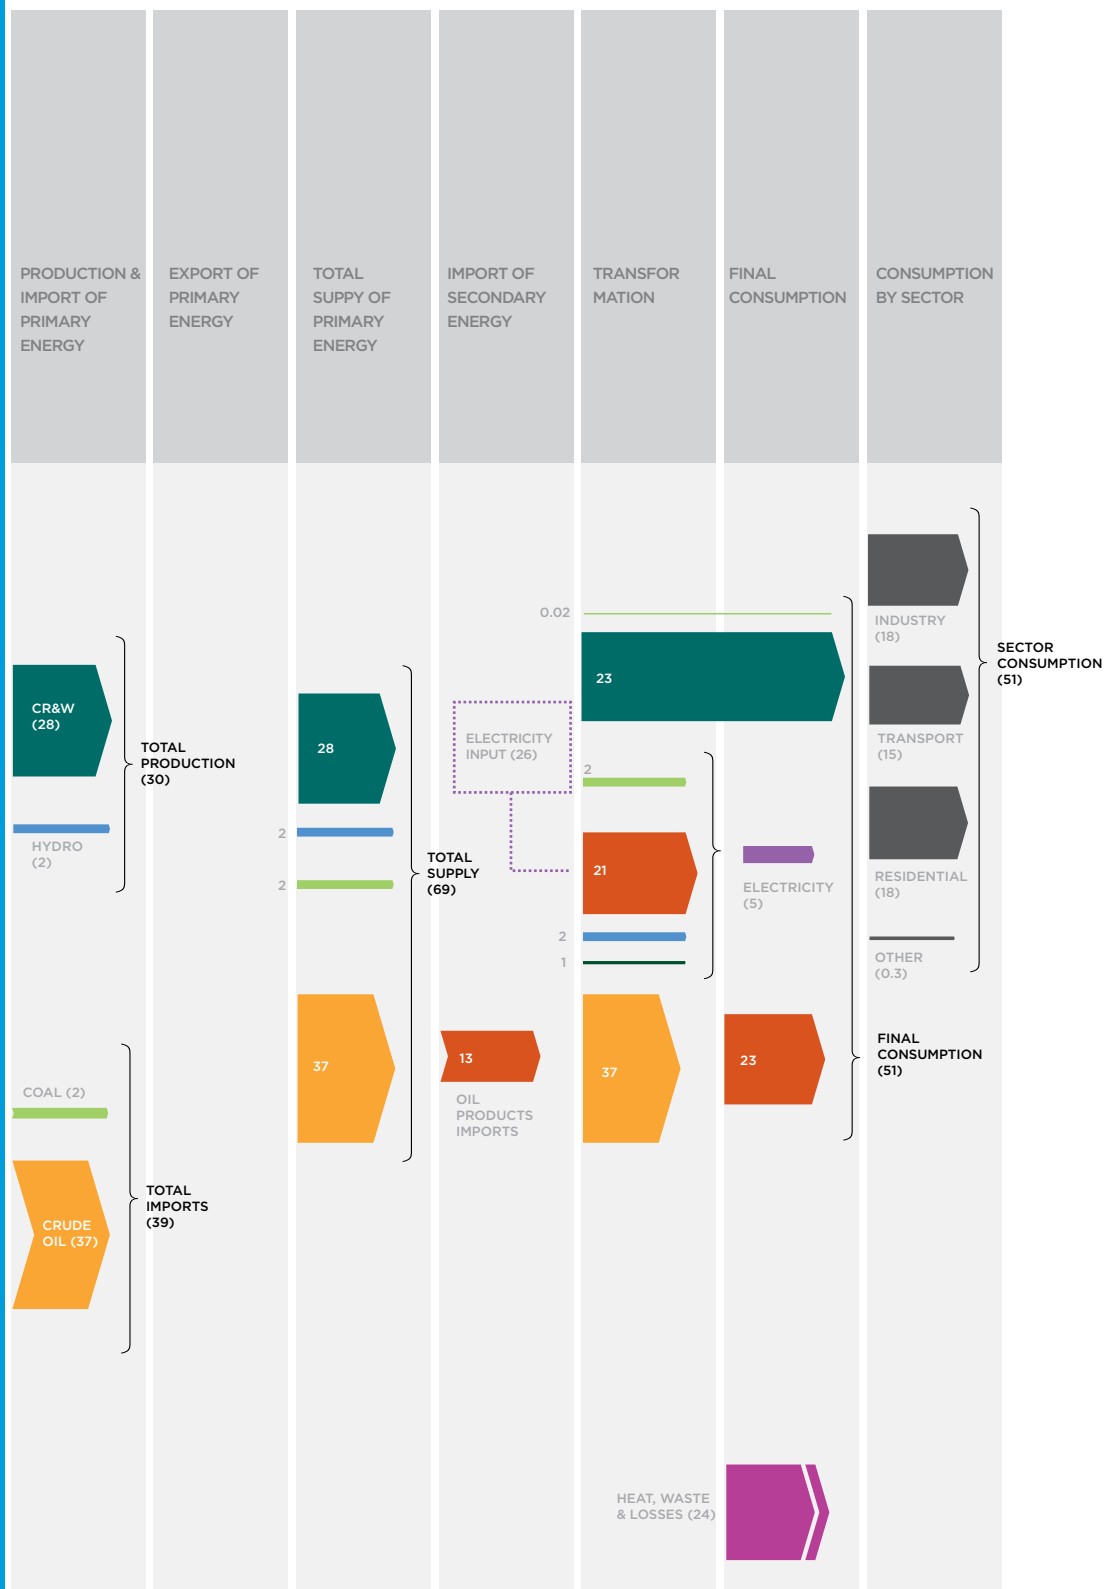 PRODUCTION &
IMPORT OF
PRIMARY
ENERGY
EXPORT OF
PRIMARY
ENERGY
TOTAL
SUPPY OF
PRIMARY
ENERGY
IMPORT OF
SECONDARY
ENERGY
TRANSFOR
MATION
FINAL
CONSUMPTION
CONSUMPTION
BY SECTOR
CR&W
(28)
HYDRO
(2)
TOTAL
PRODUCTION
(30)
COAL (2)
CRUDE
OIL (37)
TOTAL
IMPORTS
(39)
28
2
2
37
TOTAL
SUPPLY
(69)
ELECTRICITY
INPUT (26)
13
OIL
PRODUCTS
IMPORTS
0.02
23
2
21
2
1
37
ELECTRICITY
(5)
23
HEAT, WASTE
& LOSSES (24)
FINAL
CONSUMPTION
(51)
INDUSTRY
(18)
TRANSPORT
(15)
RESIDENTIAL
(18)
OTHER
(0.3)
SECTOR
CONSUMPTION
(51)